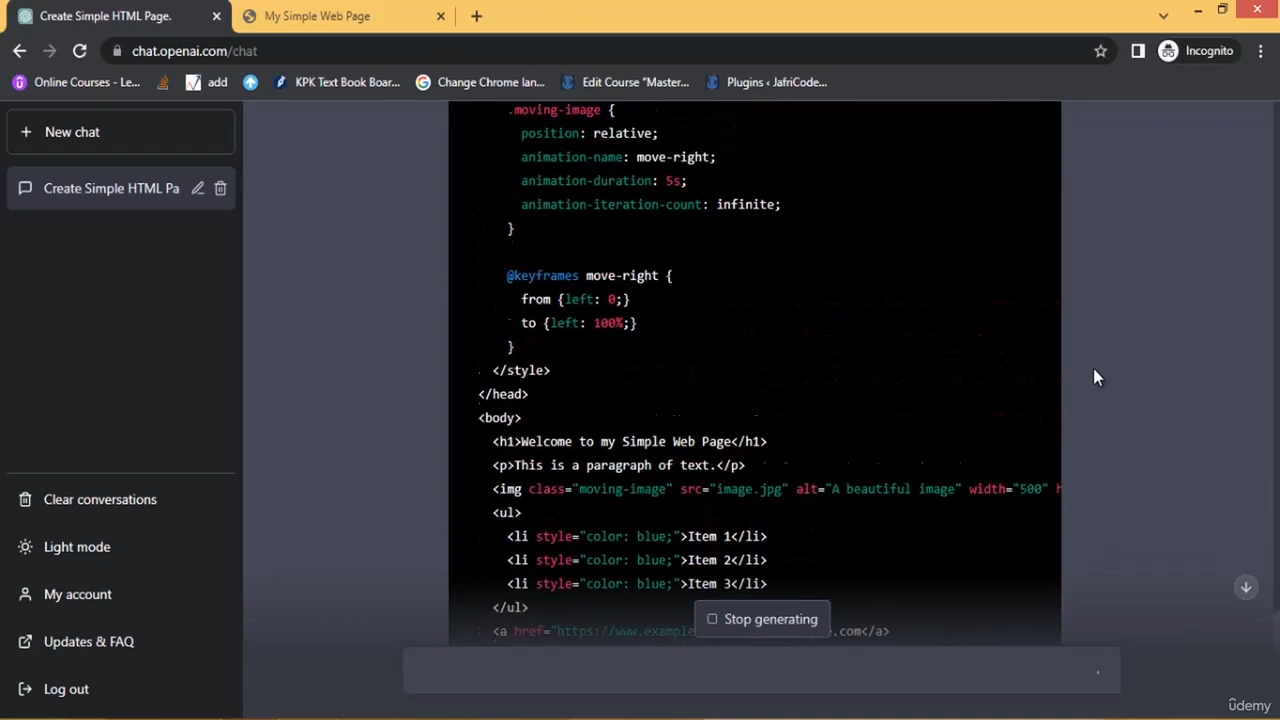 Create Simple HTML Page.
My Simple Web Page
chat.openai.com/chat
Incognito
Online Courses - Le...
add
KPK Text Book Boar...
Change Chrome lan...
Edit Course "Master...
Plugins ‹ JafriCode...
New chat
Create Simple HTML Pa
Clear conversations
Light mode
My account
Updates & FAQ
Log out
.moving-image {
position: relative;
animation-name: move-right;
animation-duration: 5s;
animation-iteration-count: infinite;
}
@keyframes move-right {
from {left: 0;}
to {left: 100%;}
}
</style>
</head>
<body>
<h1>Welcome to my Simple Web Page</h1>
<p>This is a paragraph of text.</p>
<img class="moving-image" src="image.jpg" alt="A beautiful image" width="500" h
<ul>
<li style="color: blue;">Item 1</li>
<li style="color: blue;">Item 2</li>
<li style="color: blue;">Item 3</li>
</ul>
<a href="https://www.example e.com</a>
Stop generating
ûdemy